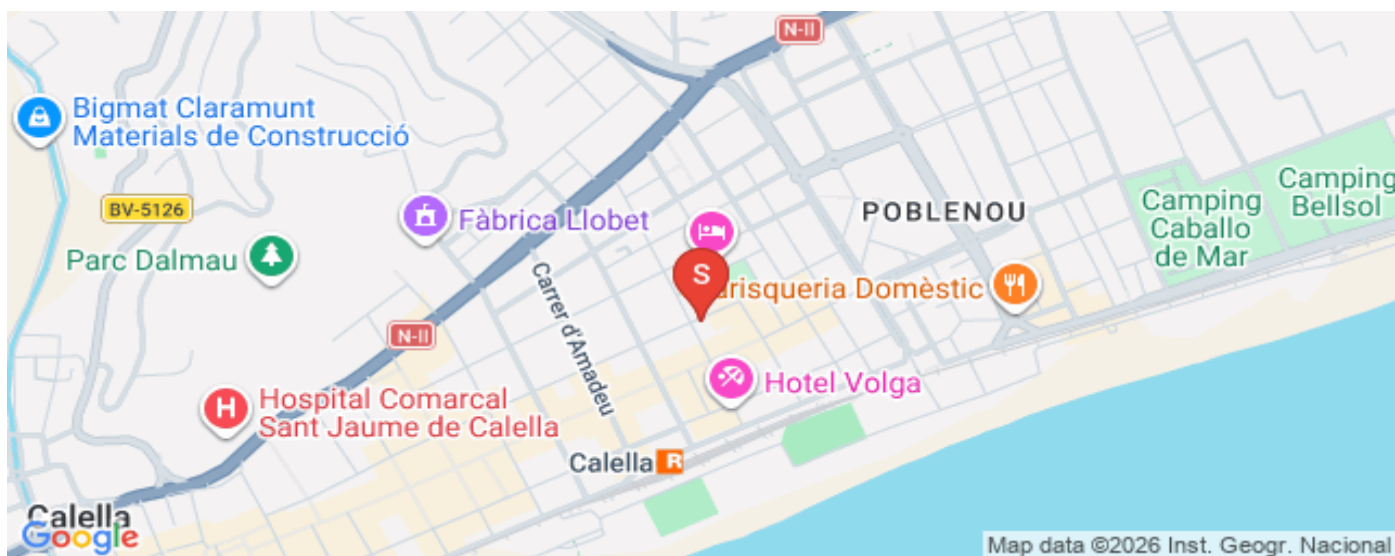 N-II
Bigmat Claramunt
Materials de Construcció
BV-5126
Fàbrica Llobet
POBLENOU
Camping
Bellsol
Camping
Caballo
de Mar
Parc Dalmau
S
arisqueria Domèstic
Carrer d'Amadeu
N-II
Hotel Volga
H
Hospital Comarcal
Sant Jaume de Calella
Calella R
Calella
Google
Map data ©2026 Inst. Geogr. Nacional